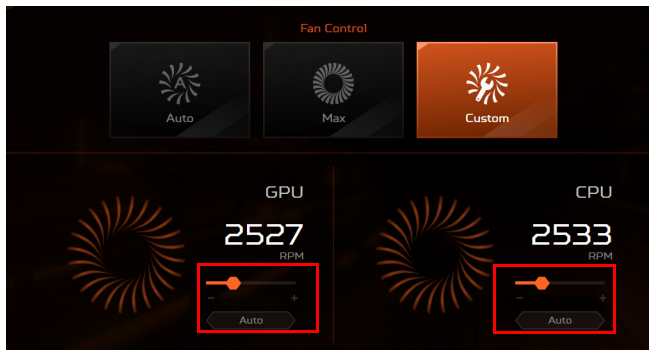 Fan Control
A
Auto
Max
Custom
GPU
2527
RPM
- +
Auto
CPU
2533
RPM
- +
Auto